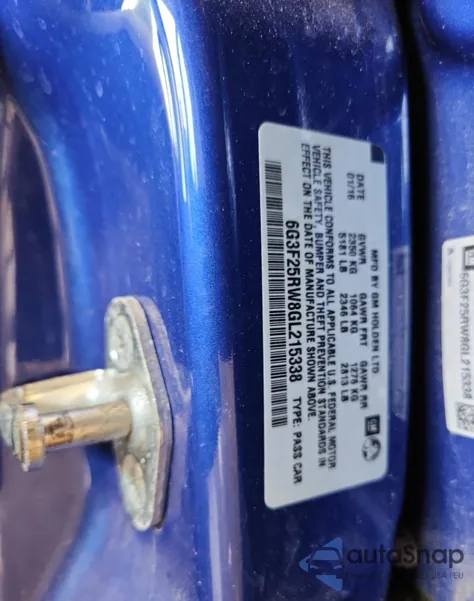 MFD BY GM HOLDEN LTD
DATE GVWR GAWR FRT GAWR RR
01/16 2350 KG 1064 KG 1276 KG
5181 LB 2346 LB 2813 LB
THIS VEHICLE CONFORMS TO ALL APPLICABLE U.S. FEDERAL MOTOR
VEHICLE SAFETY, BUMPER AND THEFT PREVENTION STANDARDS IN
EFFECT ON THE DATE OF MANUFACTURE SHOWN ABOVE.
6G3F25RW8GL215338 TYPE: PASS CAR
GM
6G3F25RW8GL215338
autoSnap